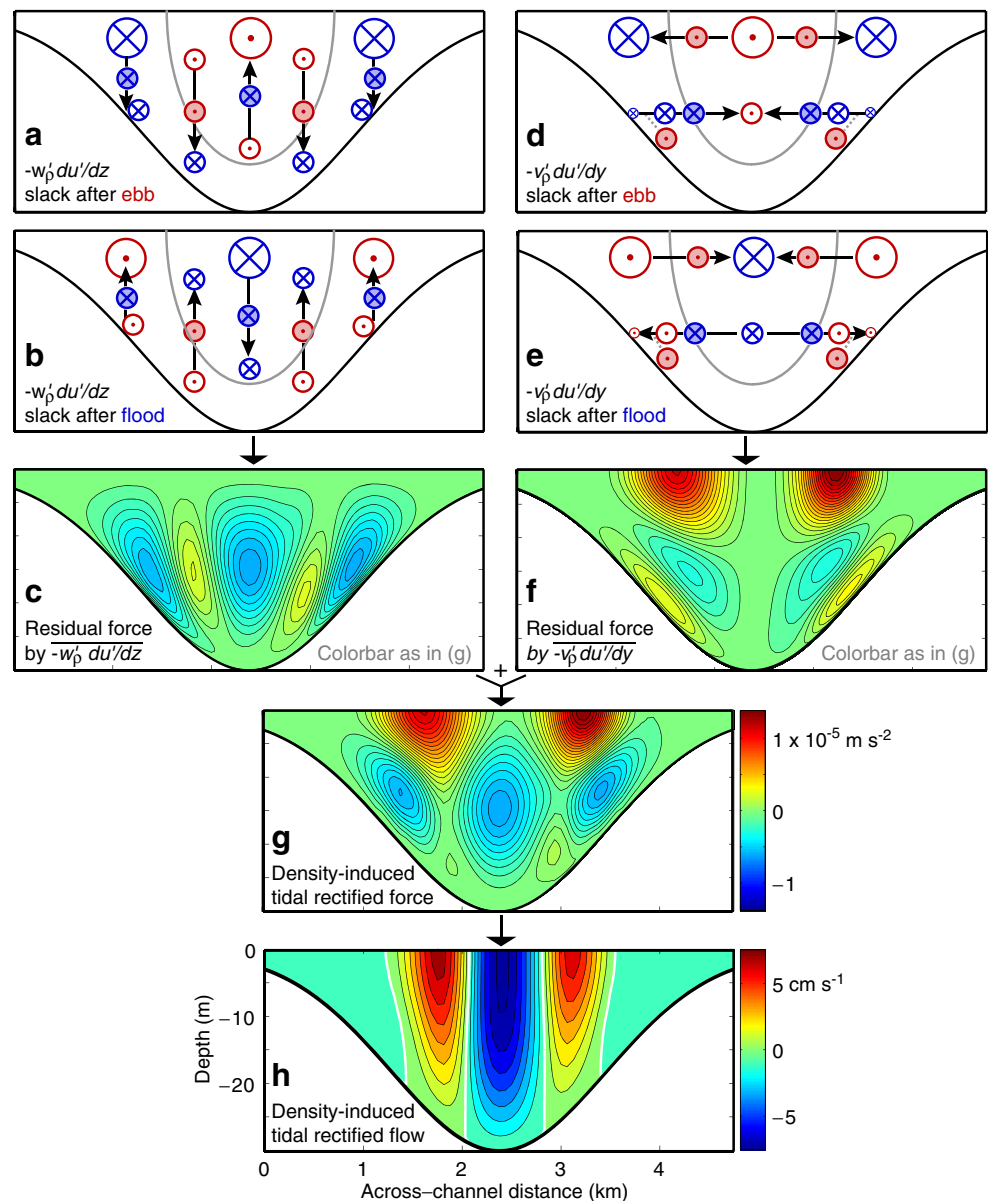 a
-w'ρ du'/dz
slack after ebb
d
-v'ρ du'/dy
slack after ebb
b
-w'ρ du'/dz
slack after flood
e
-v'ρ du'/dy
slack after flood
c
Residual force
by -w'ρ du'/dz
Colorbar as in (g)
f
Residual force
by -v'ρ du'/dy
Colorbar as in (g)
+
g
Density-induced
tidal rectified force
1 x 10⁻⁵ m s⁻²
0
−1
h
Density-induced
tidal rectified flow
Depth (m)
0
−10
−20
5 cm s⁻¹
0
−5
0 1 2 3 4
Across−channel distance (km)